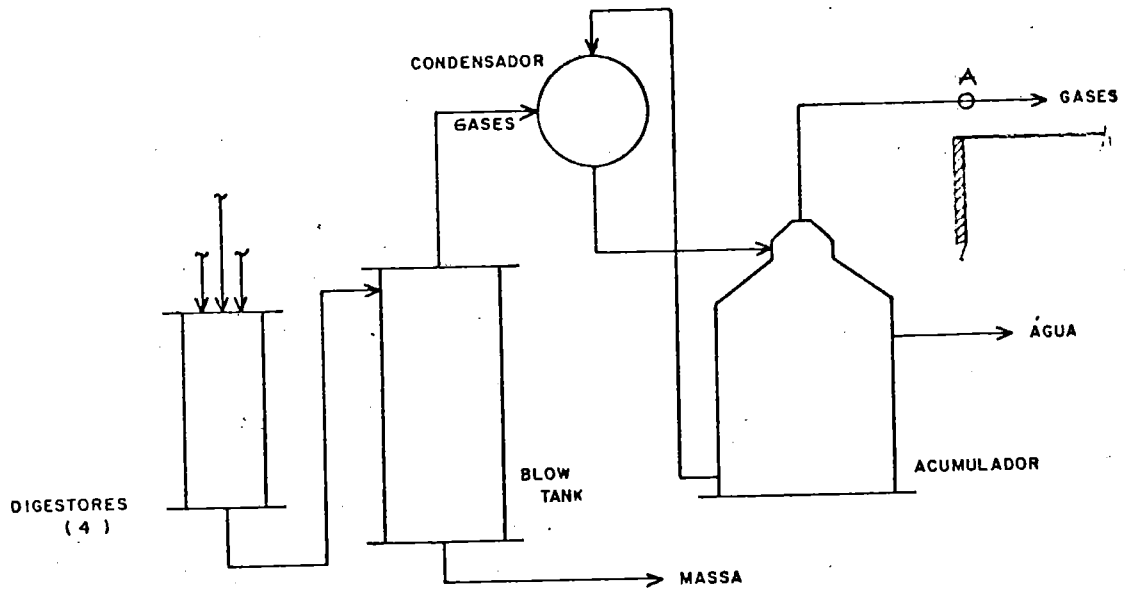 CONDENSADOR
GASES
A
GASES
ÁGUA
BLOW
TANK
ACUMULADOR
DIGESTORES
( 4 )
MASSA